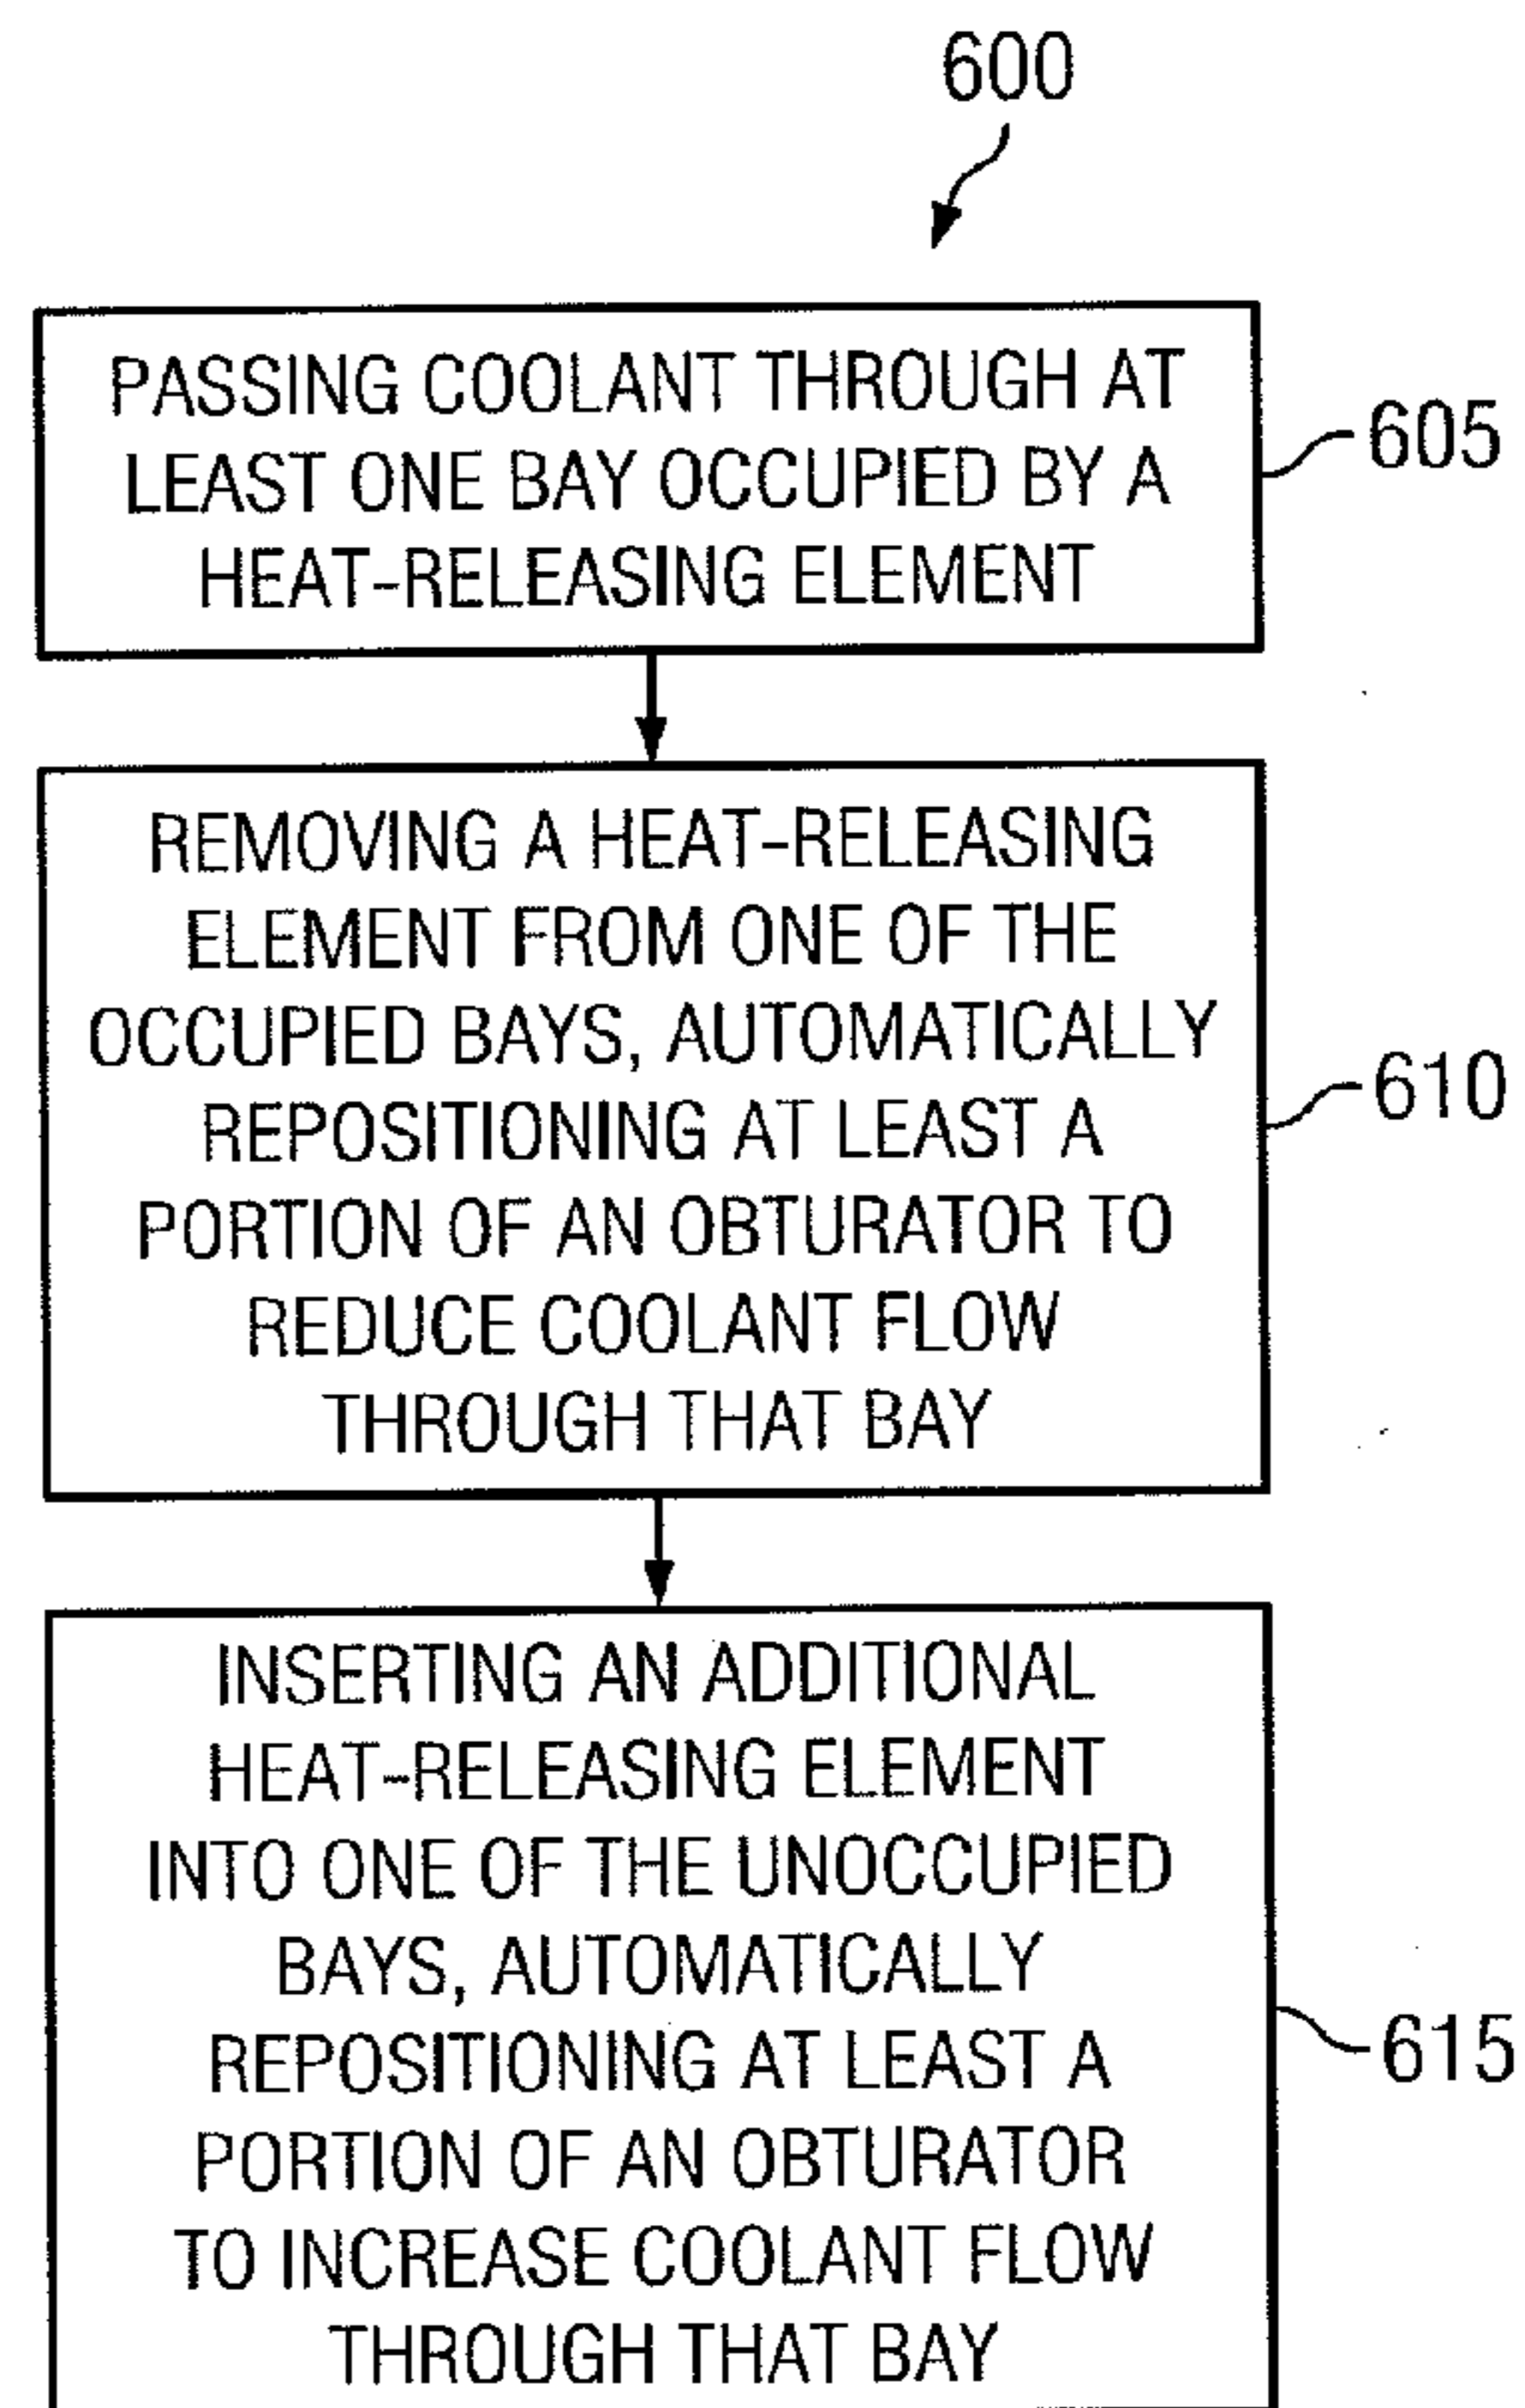 600
PASSING COOLANT THROUGH AT
LEAST ONE BAY OCCUPIED BY A
HEAT-RELEASING ELEMENT
605
REMOVING A HEAT-RELEASING
ELEMENT FROM ONE OF THE
OCCUPIED BAYS, AUTOMATICALLY
REPOSITIONING AT LEAST A
PORTION OF AN OBTURATOR TO
REDUCE COOLANT FLOW
THROUGH THAT BAY
610
INSERTING AN ADDITIONAL
HEAT-RELEASING ELEMENT
INTO ONE OF THE UNOCCUPIED
BAYS, AUTOMATICALLY
REPOSITIONING AT LEAST A
PORTION OF AN OBTURATOR
TO INCREASE COOLANT FLOW
THROUGH THAT BAY
615